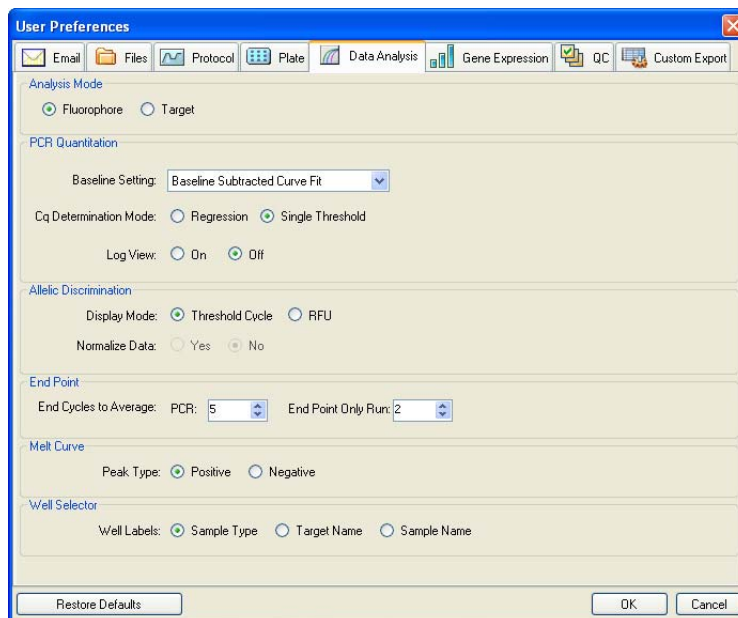 User Preferences
Email Files Protocol Plate Data Analysis Gene Expression QC Custom Export
Analysis Mode
Fluorophore Target
PCR Quantitation
Baseline Setting: Baseline Subtracted Curve Fit
Cq Determination Mode: Regression Single Threshold
Log View: On Off
Allelic Discrimination
Display Mode: Threshold Cycle RFU
Normalize Data: Yes No
End Point
End Cycles to Average: PCR: 5 End Point Only Run: 2
Melt Curve
Peak Type: Positive Negative
Well Selector
Well Labels: Sample Type Target Name Sample Name
Restore Defaults OK Cancel